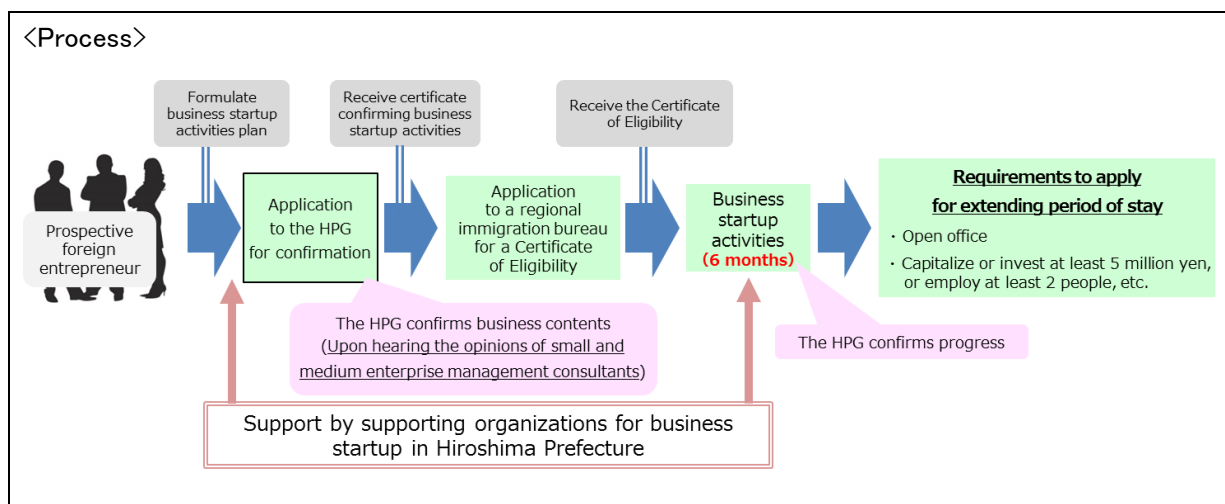 <Process>
Formulate
business startup
activities plan
Receive certificate
confirming business
startup activities
Receive the Certificate
of Eligibility
Prospective
foreign
entrepreneur
Application
to the HPG
for confirmation
Application
to a regional
immigration bureau
for a Certificate
of Eligibility
Business
startup
activities
(6 months)
Requirements to apply
for extending period of stay
・Open office
・Capitalize or invest at least 5 million yen,
or employ at least 2 people, etc.
The HPG confirms business contents
(Upon hearing the opinions of small and
medium enterprise management consultants)
The HPG confirms progress
Support by supporting organizations for business
startup in Hiroshima Prefecture